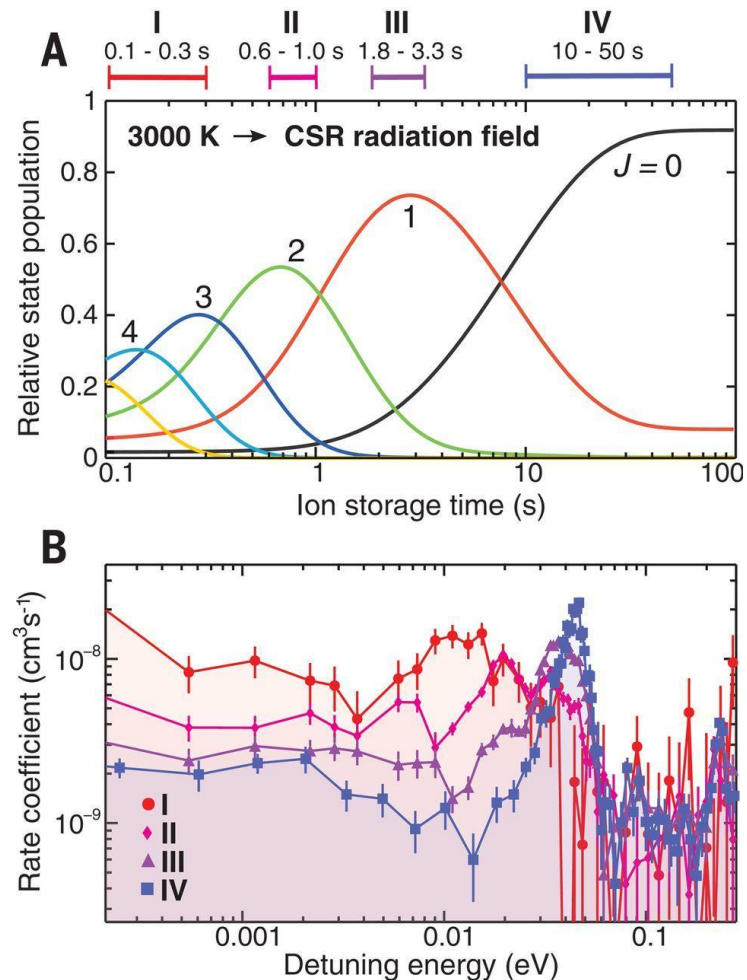 I II III IV
A 0.1 - 0.3 s 0.6 - 1.0 s 1.8 - 3.3 s 10 - 50 s
1
3000 K → CSR radiation field
J = 0
0.8
1
0.6
2
3
0.4
4
0.2
0
Relative state population
0.1 1 10 100
Ion storage time (s)
B
10⁻⁸
10⁻⁹
Rate coefficient (cm³s⁻¹)
I
II
III
IV
0.001 0.01 0.1
Detuning energy (eV)